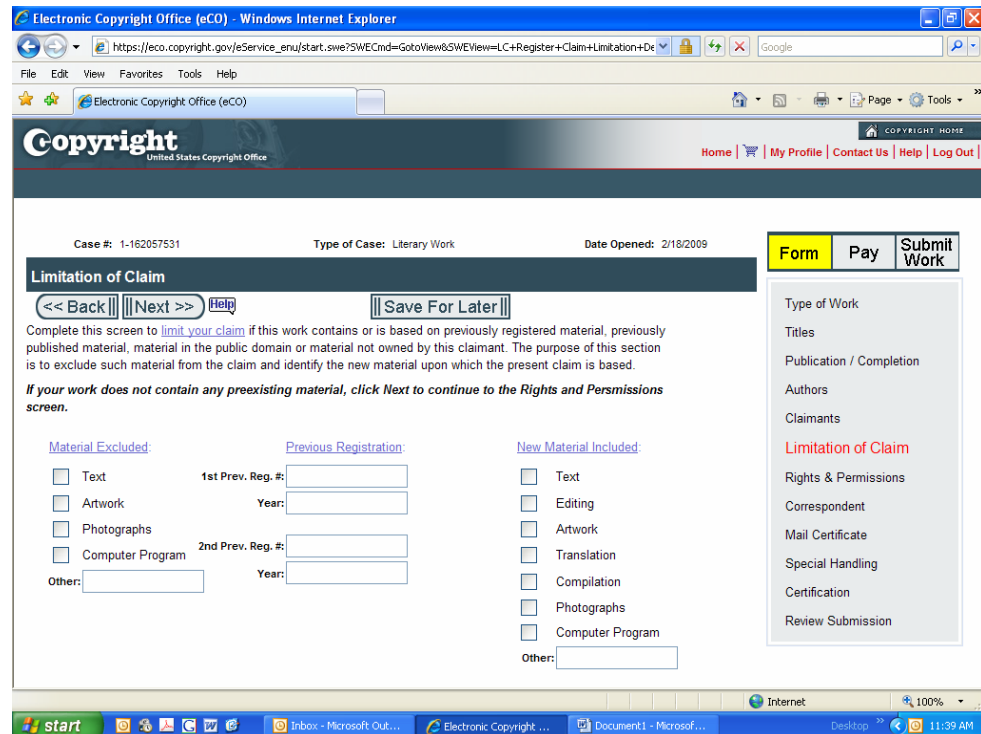 Electronic Copyright Office (eCO) - Windows Internet Explorer
https://eco.copyright.gov/eService_enu/start.swe?SWECmd=GotoView&SWEView=LC+Register+Claim+Limitation+De
Google
File Edit View Favorites Tools Help
Electronic Copyright Office (eCO)
Page Tools »
Copyright
United States Copyright Office
COPYRIGHT HOME
Home | | My Profile | Contact Us | Help | Log Out |
Case #: 1-162057531 Type of Case: Literary Work Date Opened: 2/18/2009
Form Pay Submit Work
Limitation of Claim
<< Back || ||Next >> Help ||Save For Later||
Complete this screen to limit your claim if this work contains or is based on previously registered material, previously
published material, material in the public domain or material not owned by this claimant. The purpose of this section
is to exclude such material from the claim and identify the new material upon which the present claim is based.
If your work does not contain any preexisting material, click Next to continue to the Rights and Persmissions
screen.
Material Excluded:
Text
Artwork
Photographs
Computer Program
Other:
Previous Registration:
1st Prev. Reg. #:
Year:
2nd Prev. Reg. #:
Year:
New Material Included:
Text
Editing
Artwork
Translation
Compilation
Photographs
Computer Program
Other:
Type of Work
Titles
Publication / Completion
Authors
Claimants
Limitation of Claim
Rights & Permissions
Correspondent
Mail Certificate
Special Handling
Certification
Review Submission
Internet 100%
start Inbox - Microsoft Out... Electronic Copyright ... Document1 - Microsof... Desktop » 11:39 AM